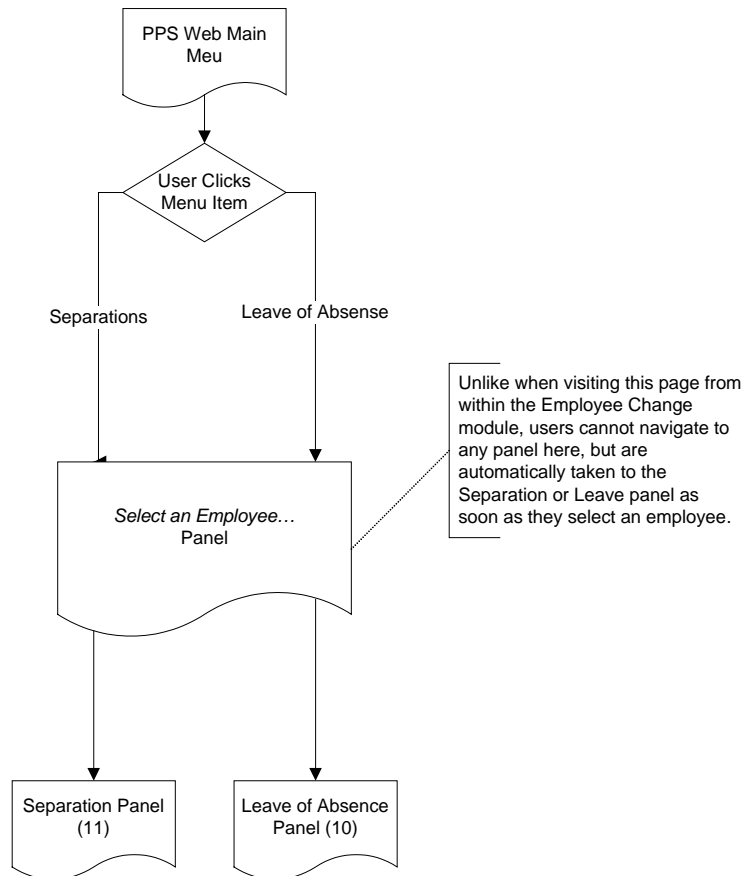 PPS Web Main
Meu
User Clicks
Menu Item
Separations
Leave of Absense
Unlike when visiting this page from
within the Employee Change
module, users cannot navigate to
any panel here, but are
automatically taken to the
Separation or Leave panel as
soon as they select an employee.
Select an Employee…
Panel
Separation Panel
(11)
Leave of Absence
Panel (10)